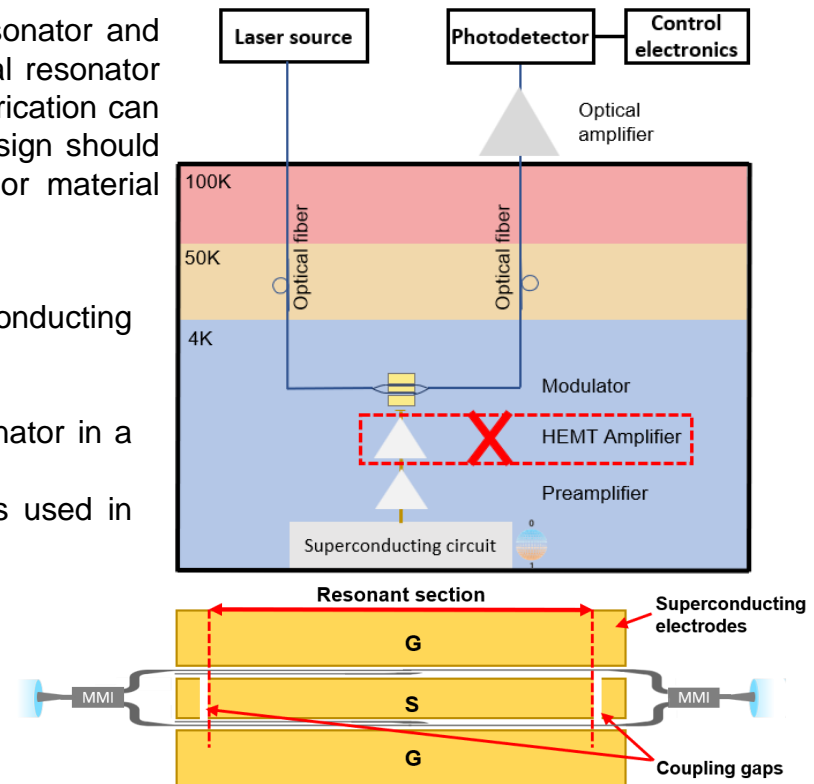 sonator and
al resonator
rication can
sign should
or material
onducting
nator in a
s used in
Laser source
Photodetector
Control
electronics
Optical
amplifier
100K
50K
4K
Optical fiber
Optical fiber
Modulator
HEMT Amplifier
Preamplifier
Superconducting circuit
0
1
Resonant section
Superconducting
electrodes
G
MMI
S
MMI
G
Coupling gaps